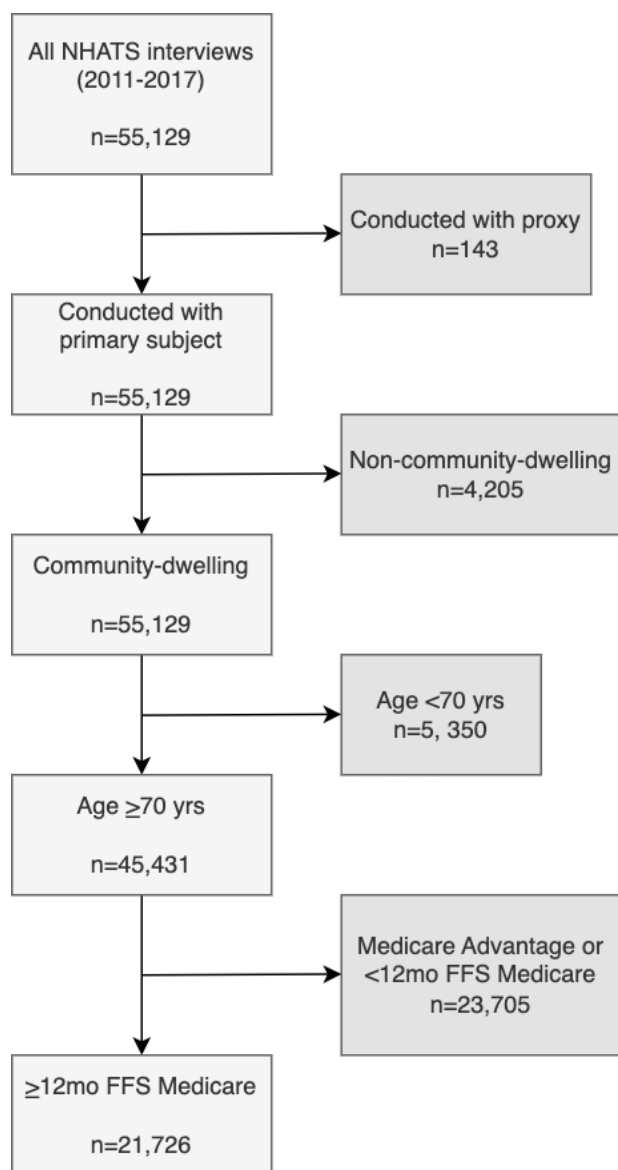 All NHATS interviews
(2011-2017)
n=55,129
Conducted with proxy
n=143
Conducted with
primary subject
n=55,129
Non-community-dwelling
n=4,205
Community-dwelling
n=55,129
Age <70 yrs
n=5, 350
Age ≥70 yrs
n=45,431
Medicare Advantage or
<12mo FFS Medicare
n=23,705
≥12mo FFS Medicare
n=21,726